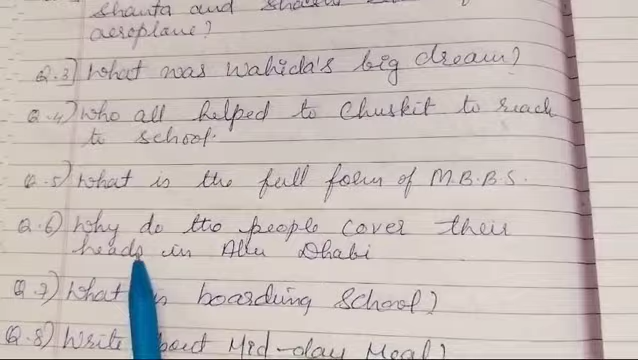 Shanta and
aeroplane?
Q.3) What was Wahida's big dream?
Q.4) Who all helped to Chuskit to reach
to school.
Q.5) What is the full form of M.B.B.S.
Q.6) Why do the people cover their
heads in Abu Dhabi
Q.7) What is boarding School?
Q.8) Write about Mid-day Meal?